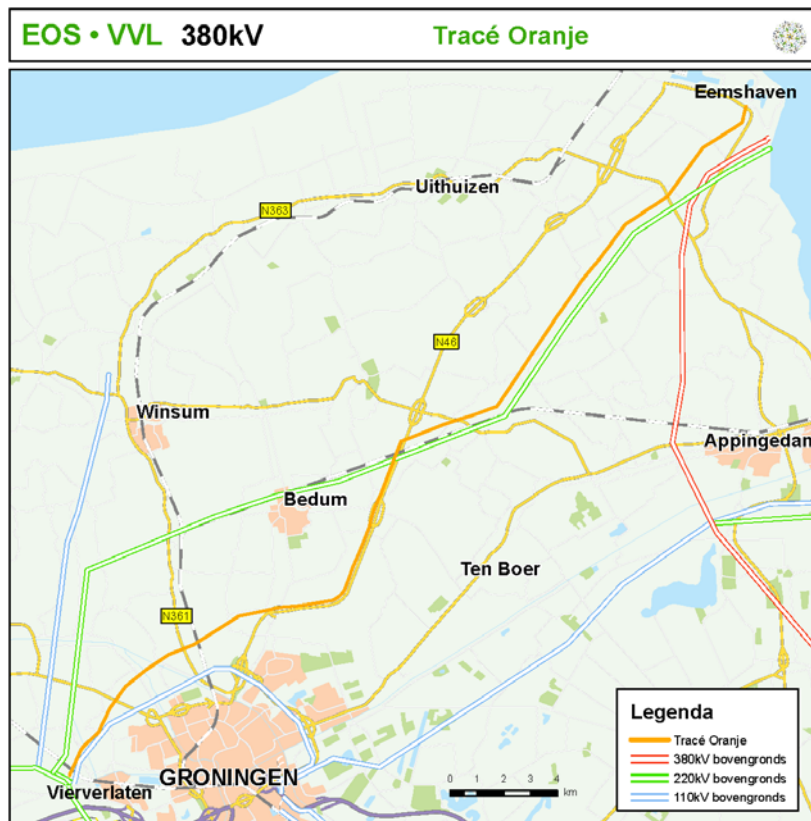 EOS • VVL 380kV Tracé Oranje
Eemshaven
Uithuizen
N363
N46
Winsum
Appingedam
Bedum
Ten Boer
N361
Legenda
Tracé Oranje
380kV bovengronds
220kV bovengronds
110kV bovengronds
GRONINGEN
Vierverlaten
0 1 2 3 4
km